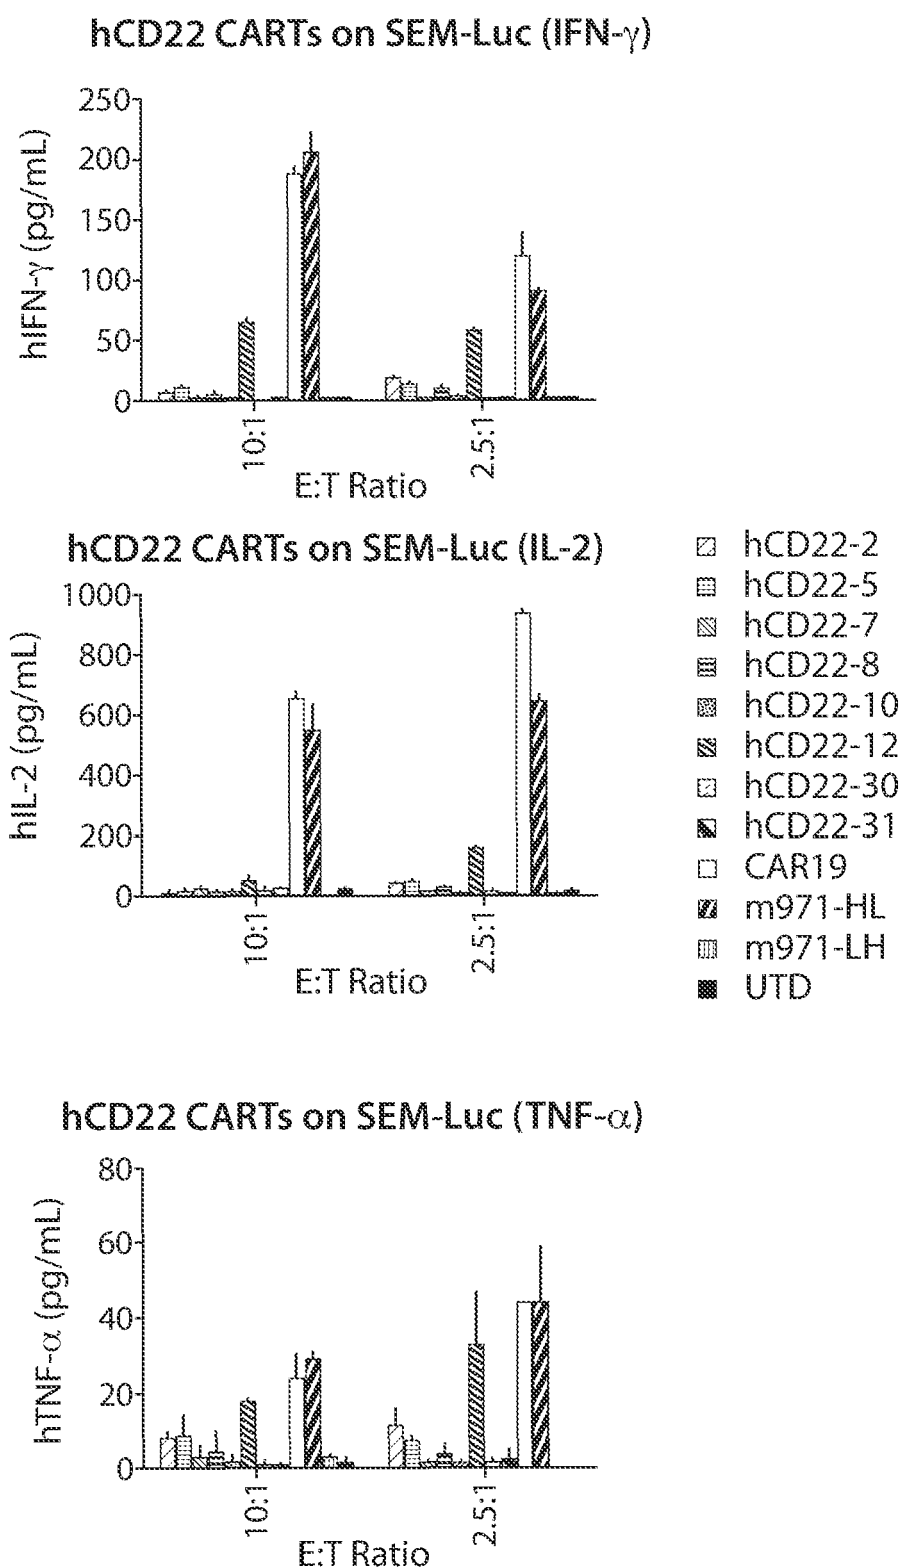 hCD22 CARTs on SEM-Luc (IFN-γ)
hIFN-γ (pg/mL)
250
200
150
100
50
0
10:1
2.5:1
E:T Ratio
hCD22 CARTs on SEM-Luc (IL-2)
hIL-2 (pg/mL)
1000
800
600
400
200
0
10:1
2.5:1
E:T Ratio
hCD22-2
hCD22-5
hCD22-7
hCD22-8
hCD22-10
hCD22-12
hCD22-30
hCD22-31
CAR19
m971-HL
m971-LH
UTD
hCD22 CARTs on SEM-Luc (TNF-α)
hTNF-α (pg/mL)
80
60
40
20
0
10:1
2.5:1
E:T Ratio